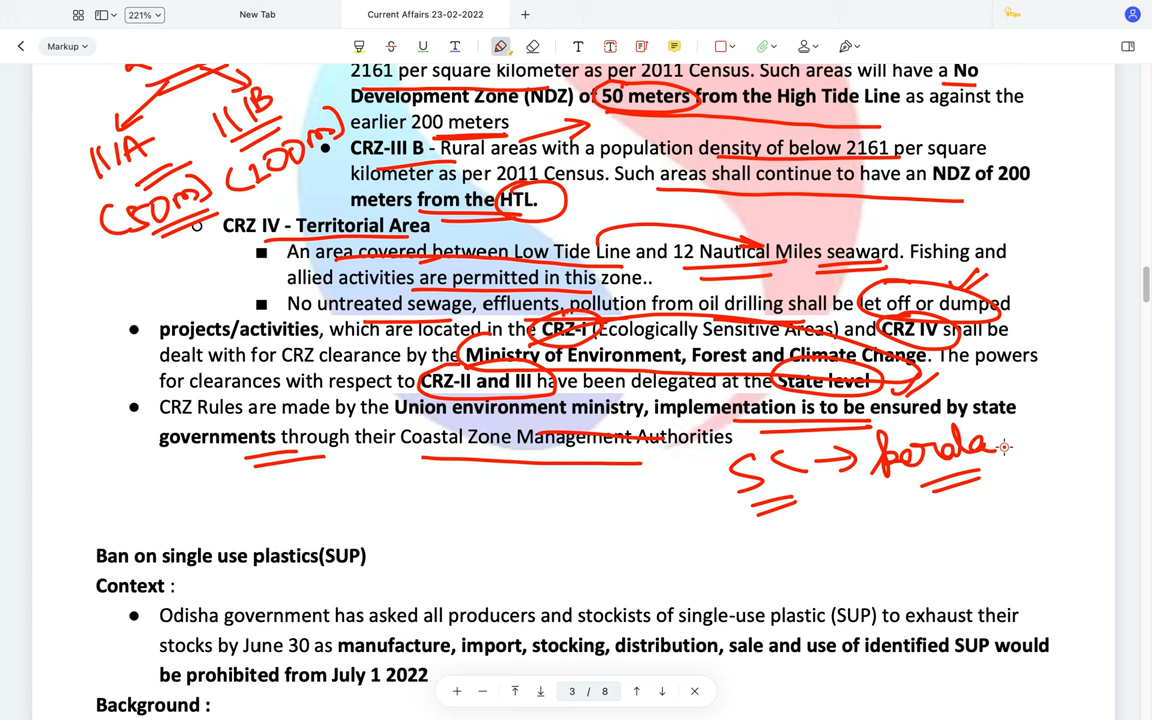 221%
New Tab
Current Affairs 23-02-2022
Markup
2161 per square kilometer as per 2011 Census. Such areas will have a No
Development Zone (NDZ) of 50 meters from the High Tide Line as against the
earlier 200 meters
CRZ-III B - Rural areas with a population density of below 2161 per square
kilometer as per 2011 Census. Such areas shall continue to have an NDZ of 200
meters from the HTL.
IIIA
IIIB
(50m)
(200m)
CRZ IV - Territorial Area
An area covered between Low Tide Line and 12 Nautical Miles seaward. Fishing and
allied activities are permitted in this zone..
No untreated sewage, effluents, pollution from oil drilling shall be let off or dumped
projects/activities, which are located in the CRZ-I (Ecologically Sensitive Areas) and CRZ IV shall be
dealt with for CRZ clearance by the Ministry of Environment, Forest and Climate Change. The powers
for clearances with respect to CRZ-II and III have been delegated at the State level
CRZ Rules are made by the Union environment ministry, implementation is to be ensured by state
governments through their Coastal Zone Management Authorities
SC → kerala
Ban on single use plastics(SUP)
Context :
Odisha government has asked all producers and stockists of single-use plastic (SUP) to exhaust their
stocks by June 30 as manufacture, import, stocking, distribution, sale and use of identified SUP would
be prohibited from July 1 2022
Background :
3 / 8